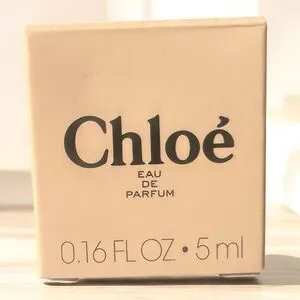 Chloé
EAU
DE
PARFUM
0.16 FL OZ • 5 ml